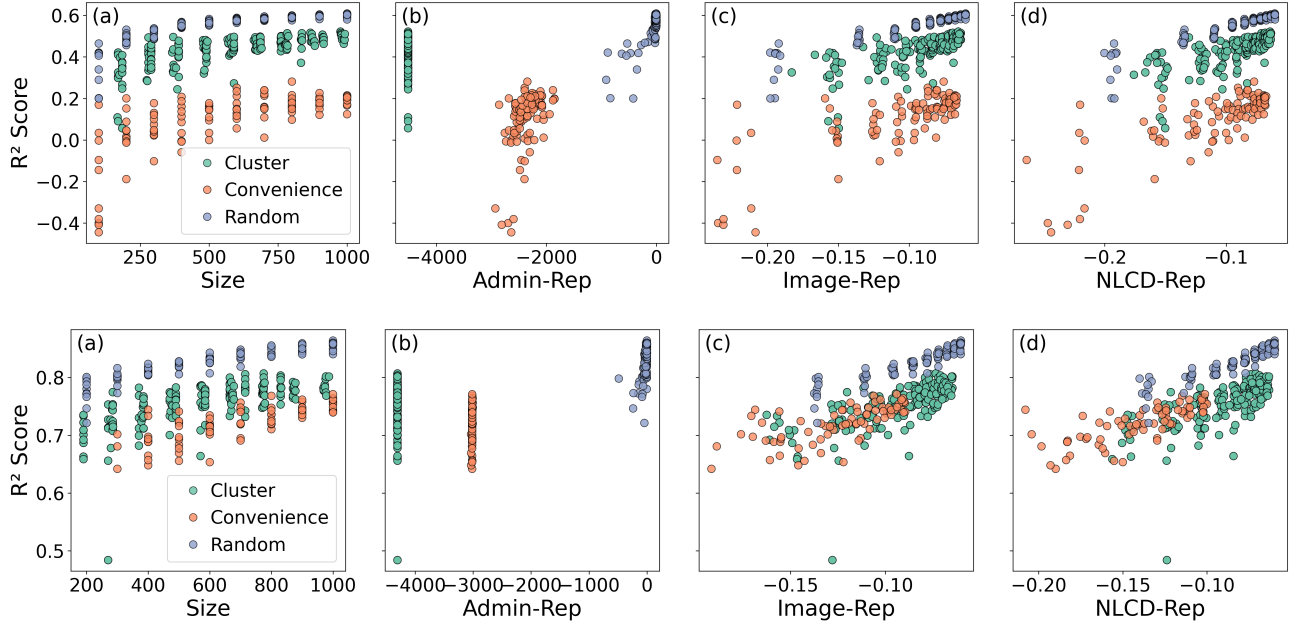 (a) (b) (c) (d)
0.6
0.4
0.2
0.0
−0.2
−0.4
R² Score
Cluster
Convenience
Random
250 500 750 1000
−4000 −2000 0
−0.20 −0.15 −0.10
−0.2 −0.1
Size Admin-Rep Image-Rep NLCD-Rep
(a) (b) (c) (d)
0.8
0.7
0.6
0.5
R² Score
Cluster
Convenience
Random
200 400 600 800 1000
−4000 −3000 −2000 −1000 0
−0.15 −0.10
−0.20 −0.15 −0.10
Size Admin-Rep Image-Rep NLCD-Rep